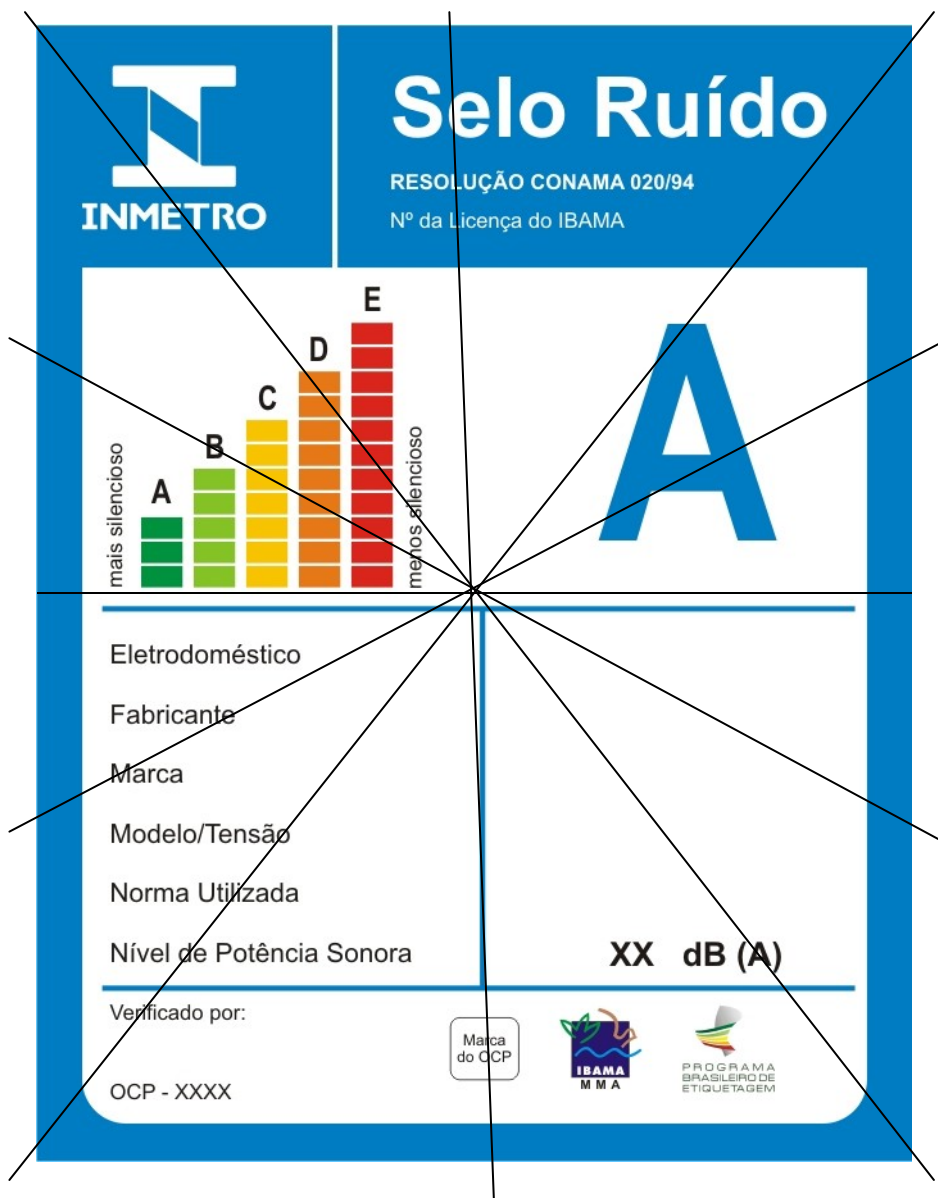 INMETRO
Selo Ruído
RESOLUÇÃO CONAMA 020/94
Nº da Licença do IBAMA
mais silencioso
A
B
C
D
E
menos silencioso
A
Eletrodoméstico
Fabricante
Marca
Modelo/Tensão
Norma Utilizada
Nível de Potência Sonora
XX dB (A)
Verificado por:
OCP - XXXX
Marca
do OCP
IBAMA
MMA
PROGRAMA
BRASILEIRO DE
ETIQUETAGEM